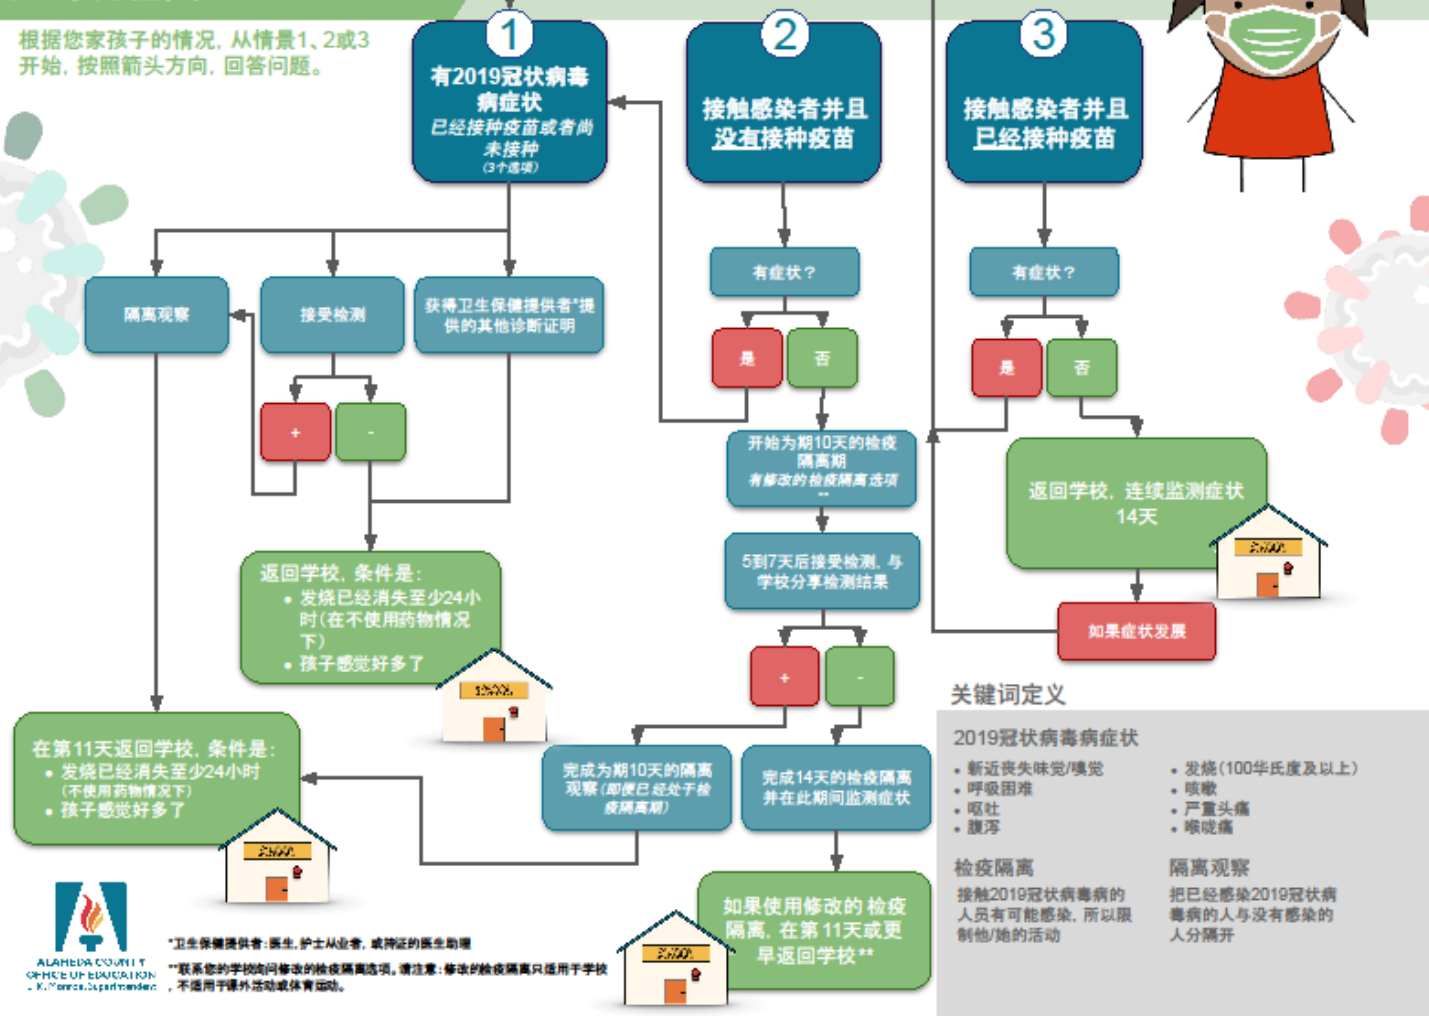 根据您家孩子的情况, 从情景1、2或3
开始, 按照箭头方向, 回答问题。
1
有2019冠状病毒
病症状
已经接种疫苗或者尚
未接种
(3个选项)
2
接触感染者并且
没有接种疫苗
3
接触感染者并且
已经接种疫苗
隔离观察
接受检测
获得卫生保健提供者*提
供的其他诊断证明
+
-
返回学校, 条件是:
• 发烧已经消失至少24小
时(在不使用药物情况
下)
• 孩子感觉好多了
SCHOOL
在第11天返回学校, 条件是:
• 发烧已经消失至少24小时
(不使用药物情况下)
• 孩子感觉好多了
SCHOOL
有症状?
是
否
开始为期10天的检疫
隔离期
有修改的检疫隔离选项
**
5到7天后接受检测, 与
学校分享检测结果
+
-
完成为期10天的隔离
观察(即便已经处于检
疫隔离期)
完成14天的检疫隔离
并在此期间监测症状
如果使用修改的 检疫
隔离, 在第11天或更
早返回学校**
SCHOOL
有症状?
是
否
返回学校, 连续监测症状
14天
SCHOOL
如果症状发展
关键词定义
2019冠状病毒病症状
• 新近丧失味觉/嗅觉
• 呼吸困难
• 呕吐
• 腹泻
• 发烧(100华氏度及以上)
• 咳嗽
• 严重头痛
• 喉咙痛
检疫隔离
接触2019冠状病毒病的
人员有可能感染, 所以限
制他/她的活动
隔离观察
把已经感染2019冠状病
毒病的人与没有感染的
人分隔开
ALAMEDA COUNTY
OFFICE OF EDUCATION
L. K. Monroe, Superintendent
*卫生保健提供者: 医生, 护士从业者, 或持证的医生助理
**联系您的学校询问修改的检疫隔离选项。请注意: 修改的检疫隔离只适用于学校
, 不适用于课外活动或体育运动。